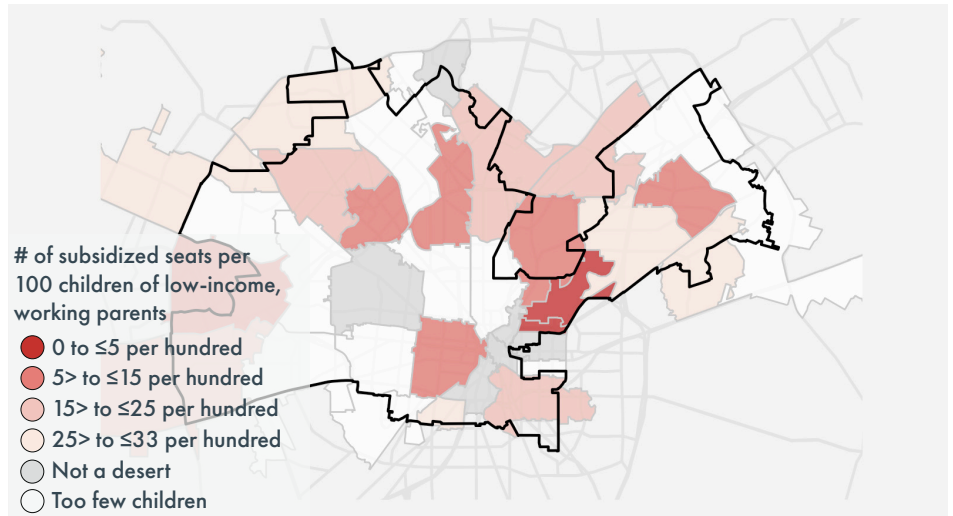 # of subsidized seats per
100 children of low-income,
working parents
0 to ≤5 per hundred
5> to ≤15 per hundred
15> to ≤25 per hundred
25> to ≤33 per hundred
Not a desert
Too few children